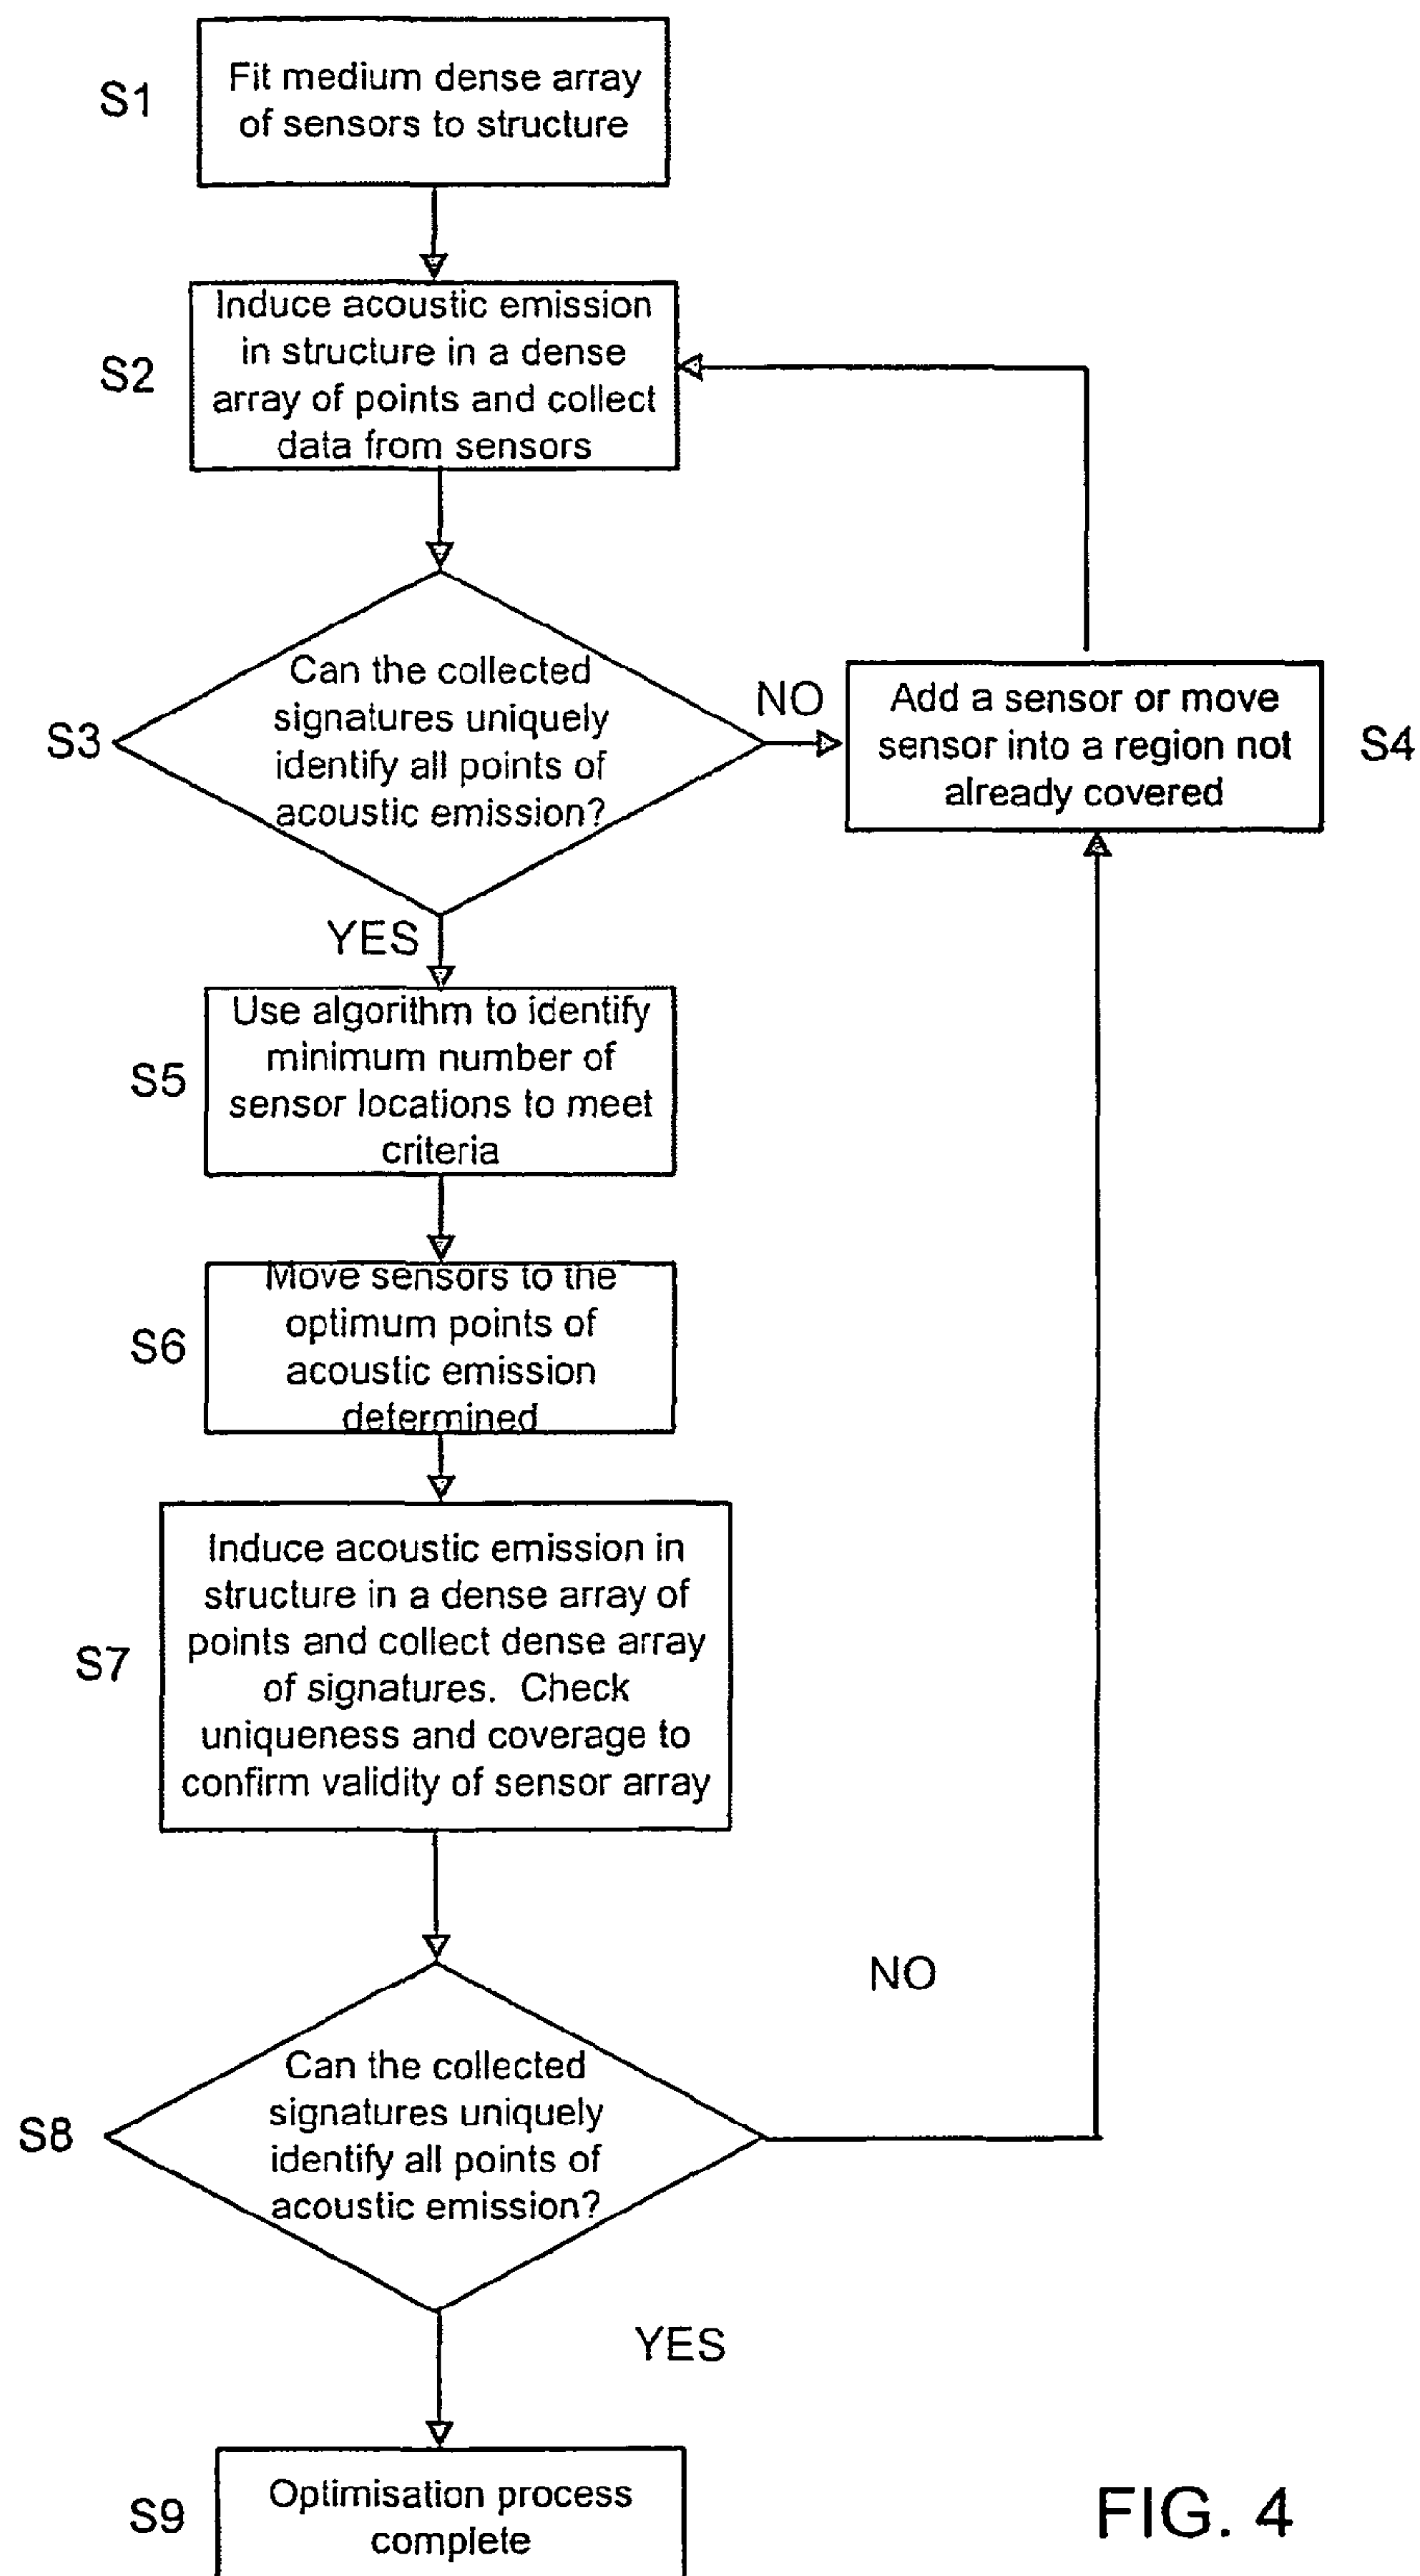 S1
Fit medium dense array
of sensors to structure
S2
Induce acoustic emission
in structure in a dense
array of points and collect
data from sensors
S3
Can the collected
signatures uniquely
identify all points of
acoustic emission?
NO
Add a sensor or move
sensor into a region not
already covered
S4
YES
S5
Use algorithm to identify
minimum number of
sensor locations to meet
criteria
S6
Move sensors to the
optimum points of
acoustic emission
determined
S7
Induce acoustic emission in
structure in a dense array of
points and collect dense array
of signatures. Check
uniqueness and coverage to
confirm validity of sensor array
NO
S8
Can the collected
signatures uniquely
identify all points of
acoustic emission?
YES
S9
Optimisation process
complete
FIG. 4